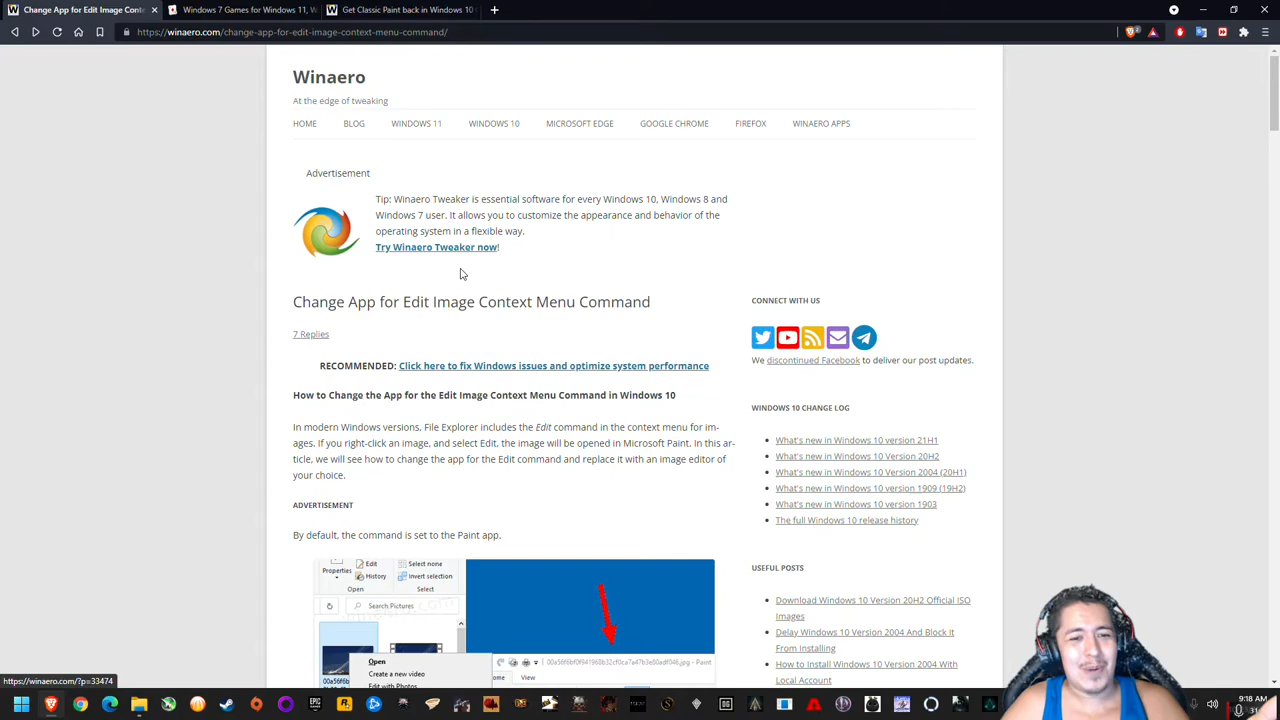 Change App for Edit Image Conte
Windows 7 Games for Windows 11, W
Get Classic Paint back in Windows 10
https://winaero.com/change-app-for-edit-image-context-menu-command/
Winaero
At the edge of tweaking
HOME BLOG WINDOWS 11 WINDOWS 10 MICROSOFT EDGE GOOGLE CHROME FIREFOX WINAERO APPS
Advertisement
Tip: Winaero Tweaker is essential software for every Windows 10, Windows 8 and
Windows 7 user. It allows you to customize the appearance and behavior of the
operating system in a flexible way.
Try Winaero Tweaker now!
Change App for Edit Image Context Menu Command
7 Replies
RECOMMENDED: Click here to fix Windows issues and optimize system performance
How to Change the App for the Edit Image Context Menu Command in Windows 10
In modern Windows versions, File Explorer includes the Edit command in the context menu for im-
ages. If you right-click an image, and select Edit, the image will be opened in Microsoft Paint. In this ar-
ticle, we will see how to change the app for the Edit command and replace it with an image editor of
your choice.
ADVERTISEMENT
By default, the command is set to the Paint app.
Properties
Edit
History
Open
Select none
Invert selection
Select
Search Pictures
Open
Create a new video
Edit with Photos
- Paint
View
CONNECT WITH US
We discontinued Facebook to deliver our post updates.
WINDOWS 10 CHANGE LOG
What's new in Windows 10 version 21H1
What's new in Windows 10 Version 20H2
What's new in Windows 10 Version 2004 (20H1)
What's new in Windows 10 version 1909 (19H2)
What's new in Windows 10 version 1903
The full Windows 10 release history
USEFUL POSTS
Download Windows 10 Version 20H2 Official ISO
Images
Delay Windows 10 Version 2004 And Block It
From Installing
How to Install Windows 10 Version 2004 With
Local Account
https://winaero.com/?p=33474
9:18 AM